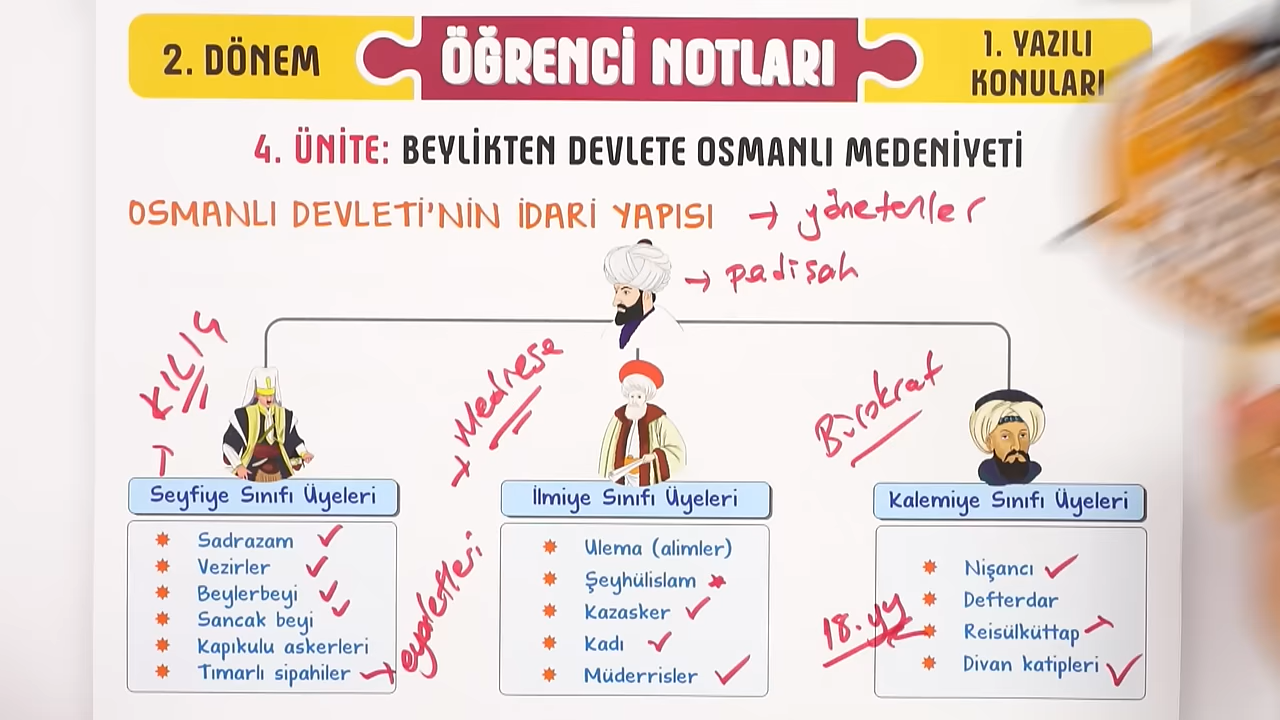 2. DÖNEM
ÖĞRENCİ NOTLARI
1. YAZILI
KONULARI
4. ÜNİTE: BEYLİKTEN DEVLETE OSMANLI MEDENİYETİ
OSMANLI DEVLETİ'NİN İDARİ YAPISI → yönetenler
→ padişah
→ KILIÇ
→ Medrese
Bürokrat
Seyfiye Sınıfı Üyeleri
Sadrazam
Vezirler
Beylerbeyi
Sancak beyi
Kapıkulu askerleri
Tımarlı sipahiler → eyaletleri
İlmiye Sınıfı Üyeleri
Ulema (alimler)
Şeyhülislam
Kazasker
Kadı
Müderrisler
Kalemiye Sınıfı Üyeleri
Nişancı
Defterdar
18. yy
Reisülküttap
Divan katipleri